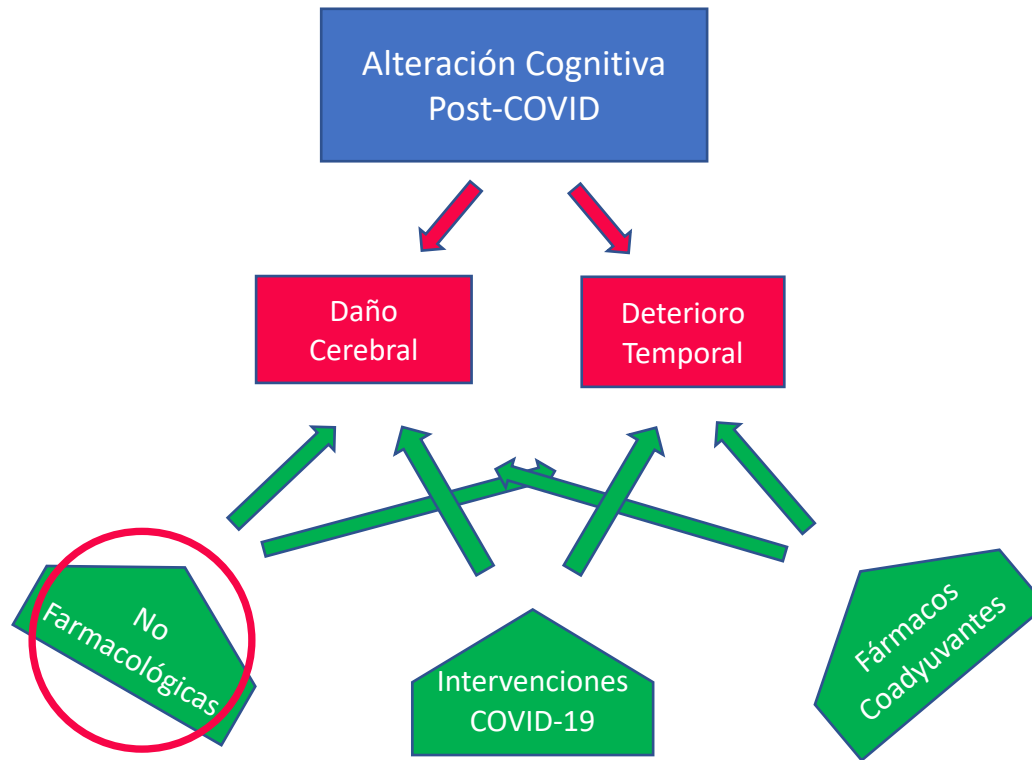 Alteración Cognitiva
Post-COVID
Daño
Cerebral
Deterioro
Temporal
No
Farmacológicas
Intervenciones
COVID-19
Fármacos
Coadyuvantes